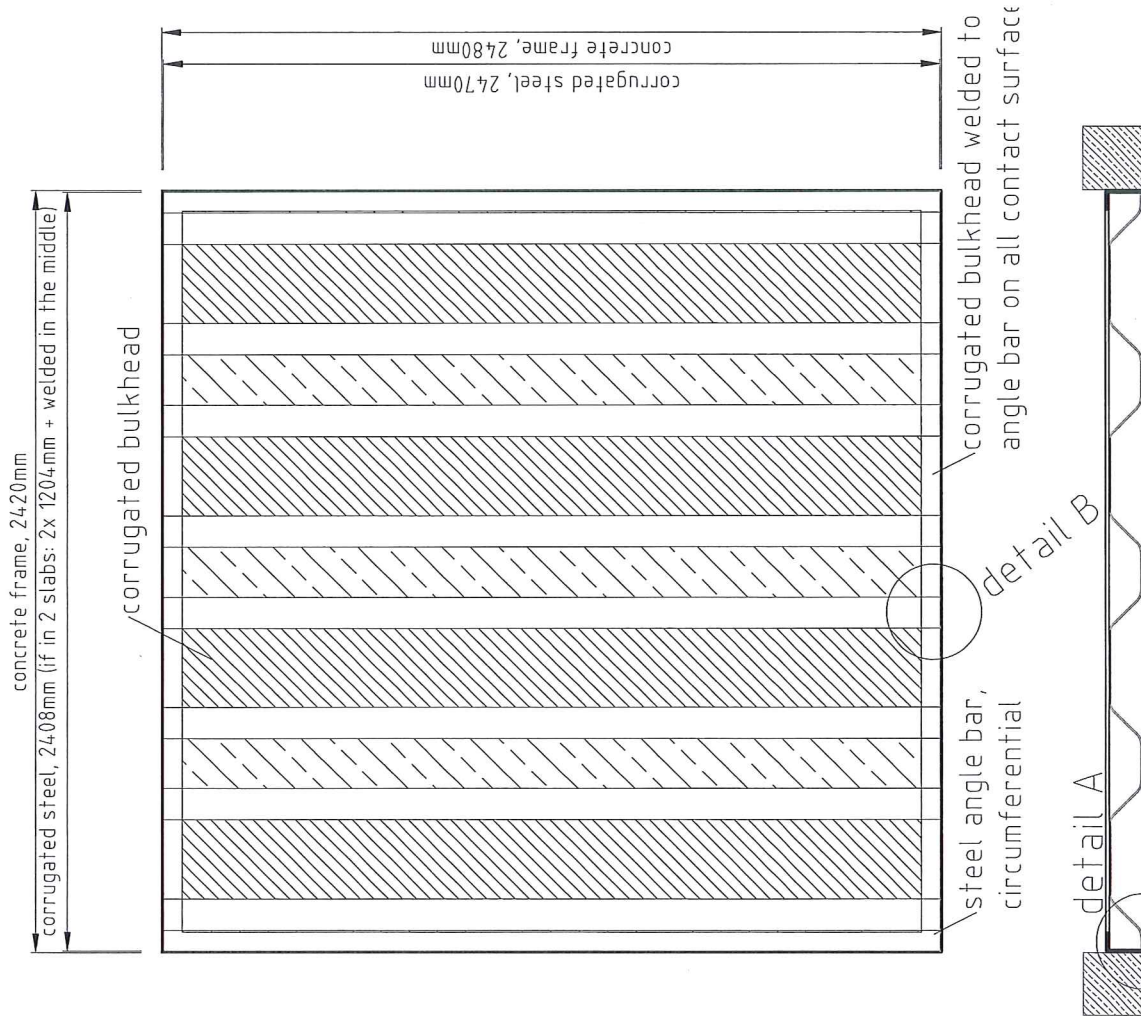 concrete frame, 2420mm
corrugated steel, 2408mm (if in 2 slabs: 2x 1204mm + welded in the middle)
corrugated bulkhead
concrete frame, 2480mm
corrugated steel, 2470mm
corrugated bulkhead welded to
angle bar on all contact surface
detail B
steel angle bar,
circumferential
detail A